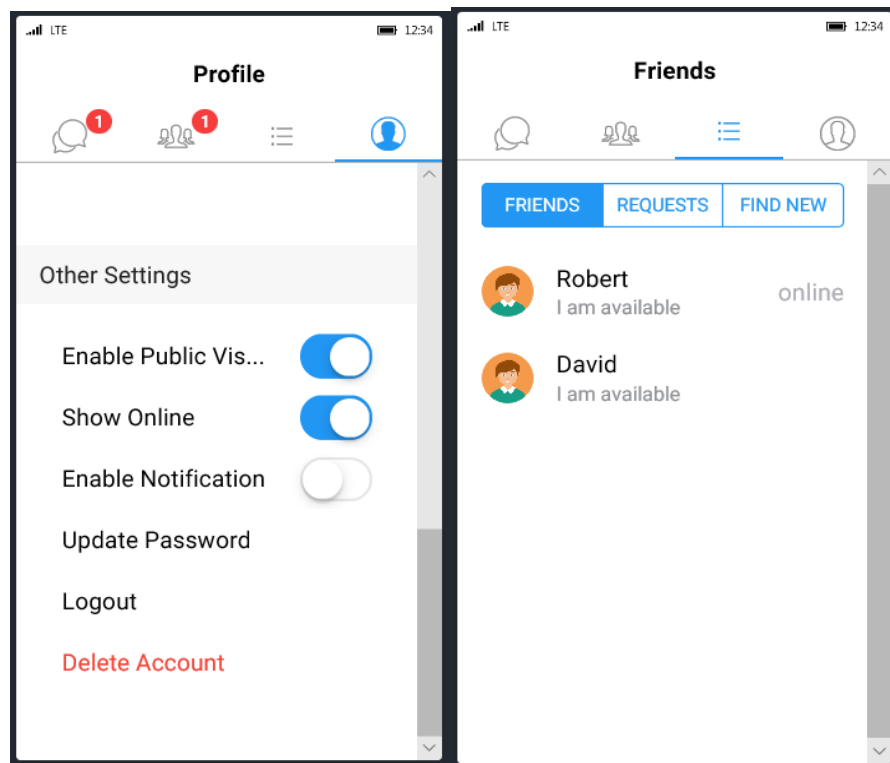 LTE 12:34
Profile
1 1
Other Settings
Enable Public Vis...
Show Online
Enable Notification
Update Password
Logout
Delete Account
LTE 12:34
Friends
FRIENDS REQUESTS FIND NEW
Robert
I am available online
David
I am available